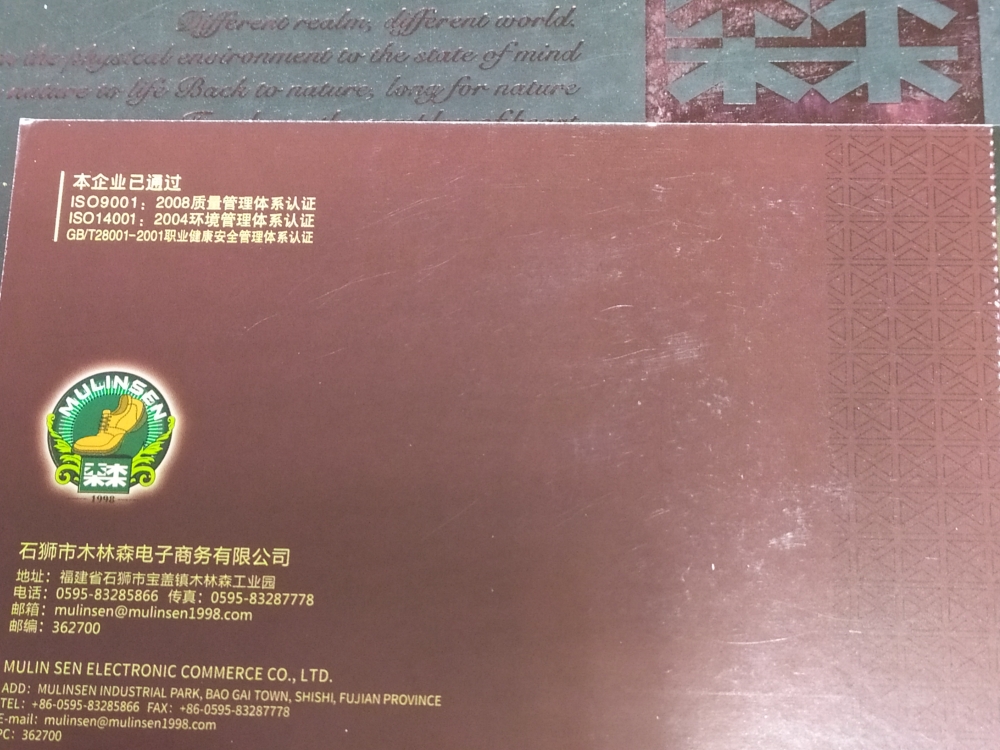 Different realm, different world.
the physical environment to the state of mind
nature to life Back to nature, long for nature
本企业已通过
ISO9001：2008质量管理体系认证
ISO14001：2004环境管理体系认证
GB/T28001-2001职业健康安全管理体系认证
MULINSEN
1998
石狮市木林森电子商务有限公司
地址：福建省石狮市宝盖镇木林森工业园
电话：0595-83285866 传真：0595-83287778
邮箱：mulinsen@mulinsen1998.com
邮编：362700
MULIN SEN ELECTRONIC COMMERCE CO., LTD.
ADD：MULINSEN INDUSTRIAL PARK, BAO GAI TOWN, SHISHI, FUJIAN PROVINCE
TEL：+86-0595-83285866 FAX：+86-0595-83287778
E-mail：mulinsen@mulinsen1998.com
PC：362700